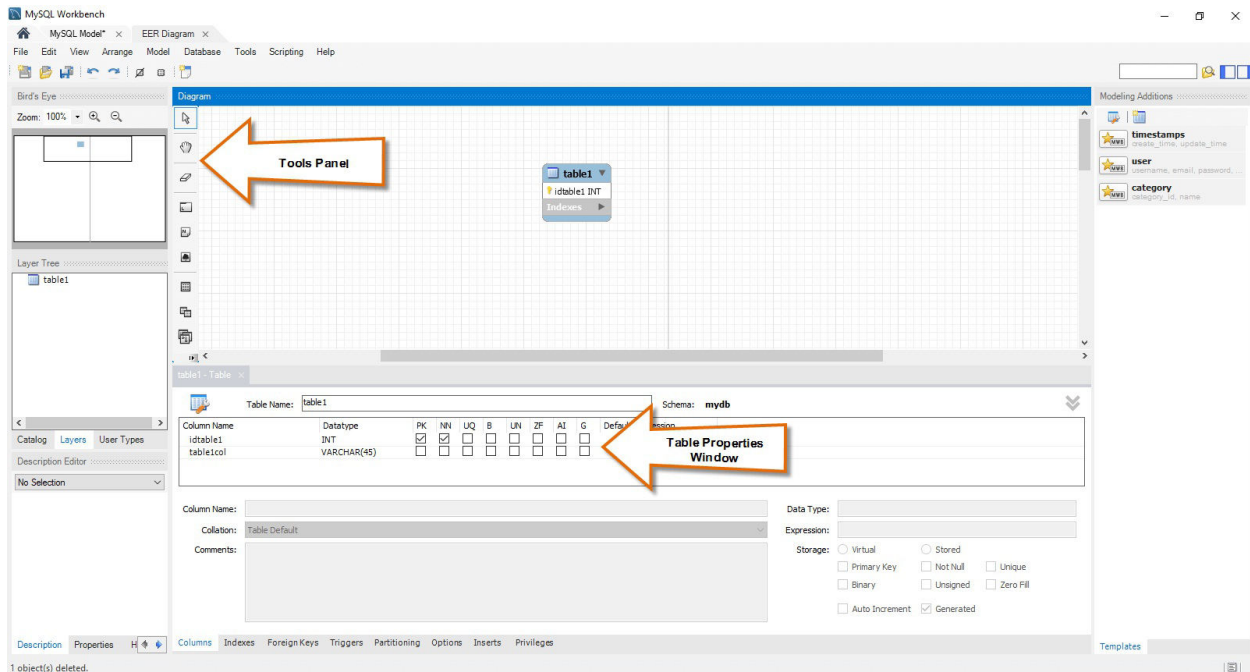 MySQL Workbench
MySQL Model* × EER Diagram ×
File Edit View Arrange Model Database Tools Scripting Help
Bird's Eye
Zoom: 100%
Diagram
Modeling Additions
Tools Panel
timestamps
create_time, update_time
user
username, email, password,
category
category_id, name
table1
idtable1 INT
Indexes
Layer Tree
table1
table1 - Table ×
Table Name: table1
Schema: mydb
Column Name Datatype PK NN UQ B UN ZF AI G
idtable1 INT
table1col VARCHAR(45)
Table Properties
Window
Catalog Layers User Types
Description Editor
No Selection
Column Name:
Data Type:
Collation: Table Default
Expression:
Comments:
Storage: Virtual Stored
Primary Key Not Null Unique
Binary Unsigned Zero Fill
Auto Increment Generated
Description Properties H
Columns Indexes Foreign Keys Triggers Partitioning Options Inserts Privileges
Templates
1 object(s) deleted.